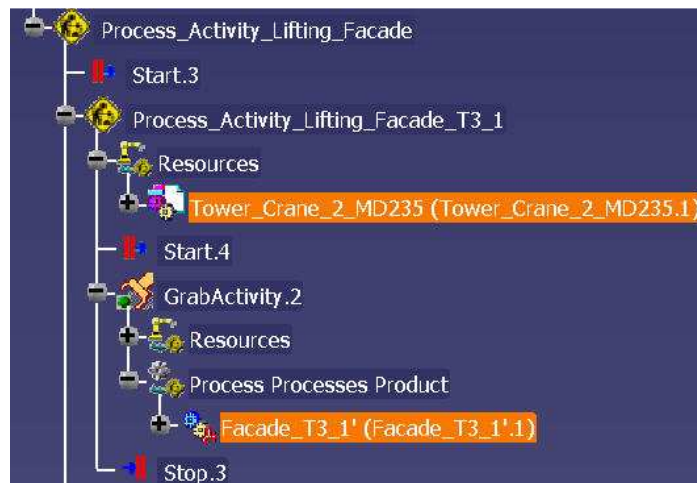 Process_Activity_Lifting_Facade
Start.3
Process_Activity_Lifting_Facade_T3_1
Resources
Tower_Crane_2_MD235 (Tower_Crane_2_MD235.1)
Start.4
GrabActivity.2
Resources
Process Processes Product
Facade_T3_1' (Facade_T3_1'.1)
Stop.3